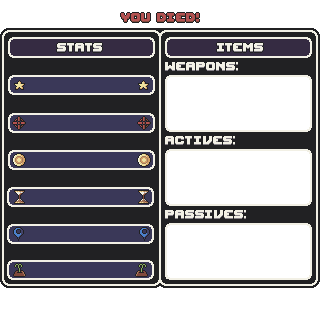 YOU DIED!
STATS
ITEMS
WEAPONS:
ACTIVES:
PASSIVES: